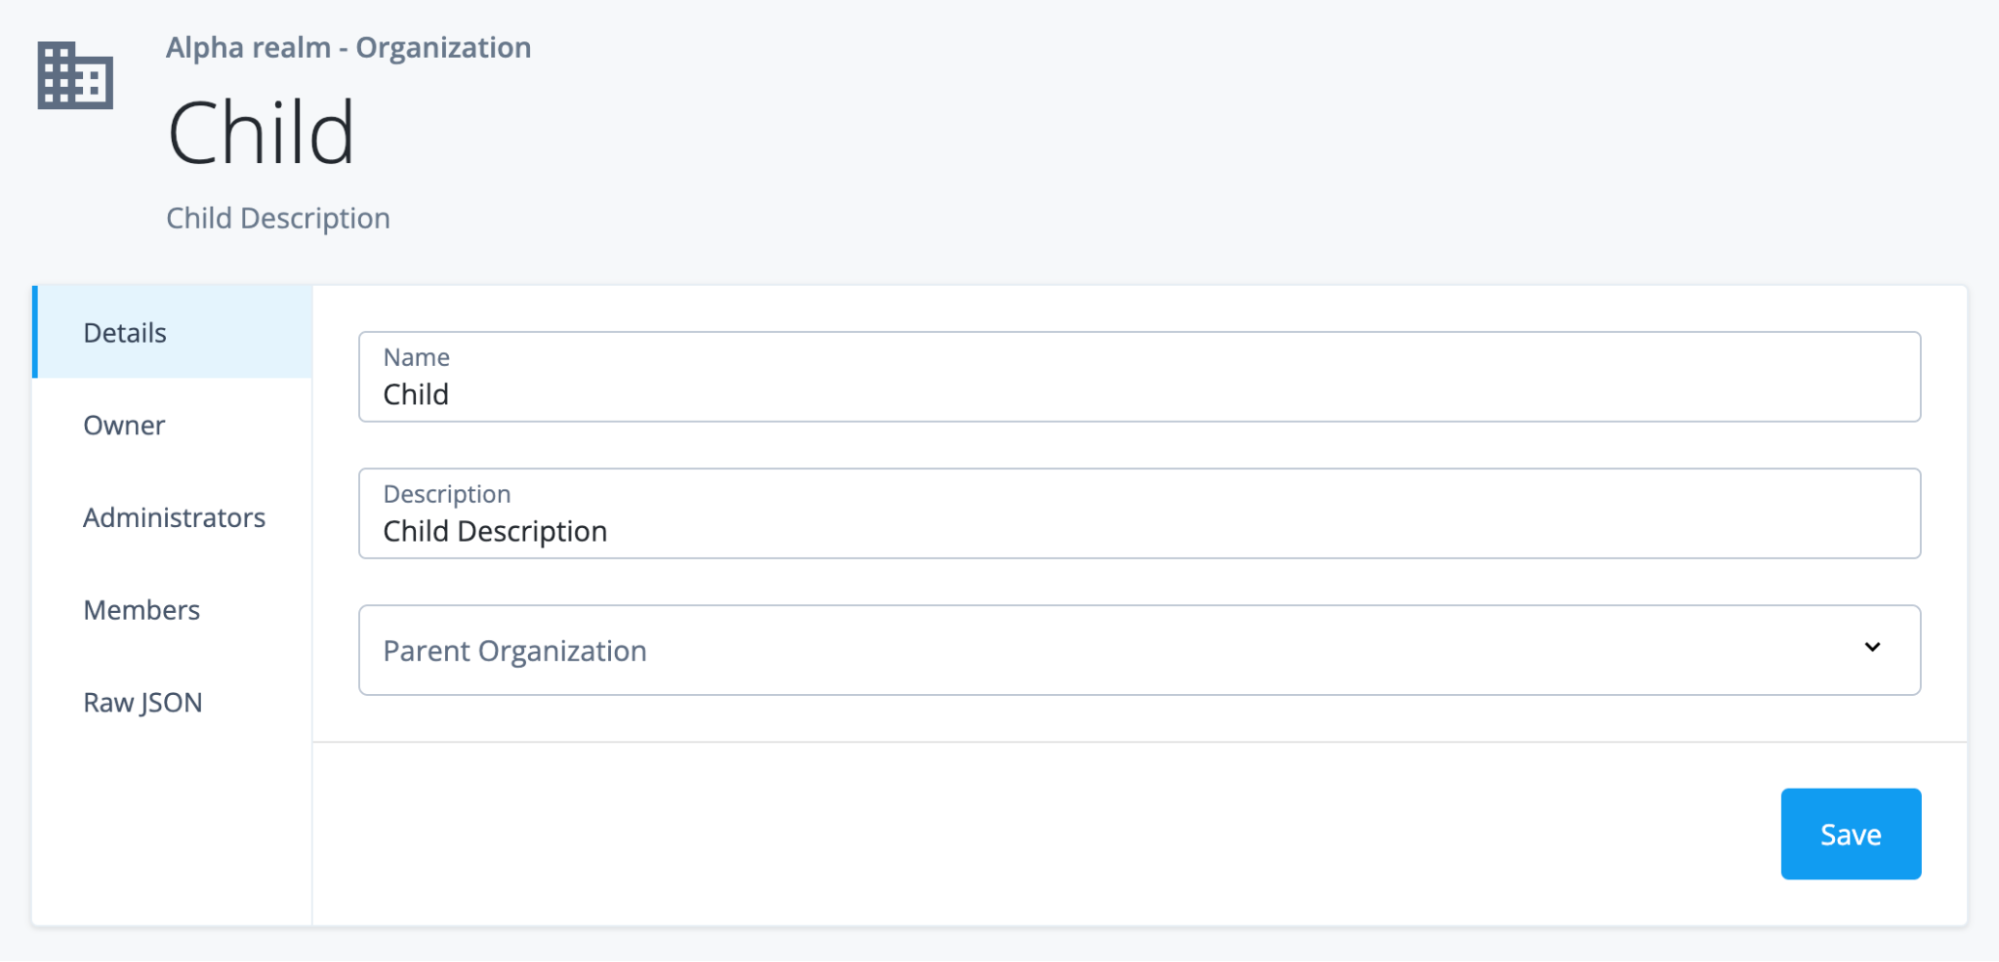 Alpha realm - Organization
Child
Child Description
Details
Owner
Administrators
Members
Raw JSON
Name
Child
Description
Child Description
Parent Organization
Save